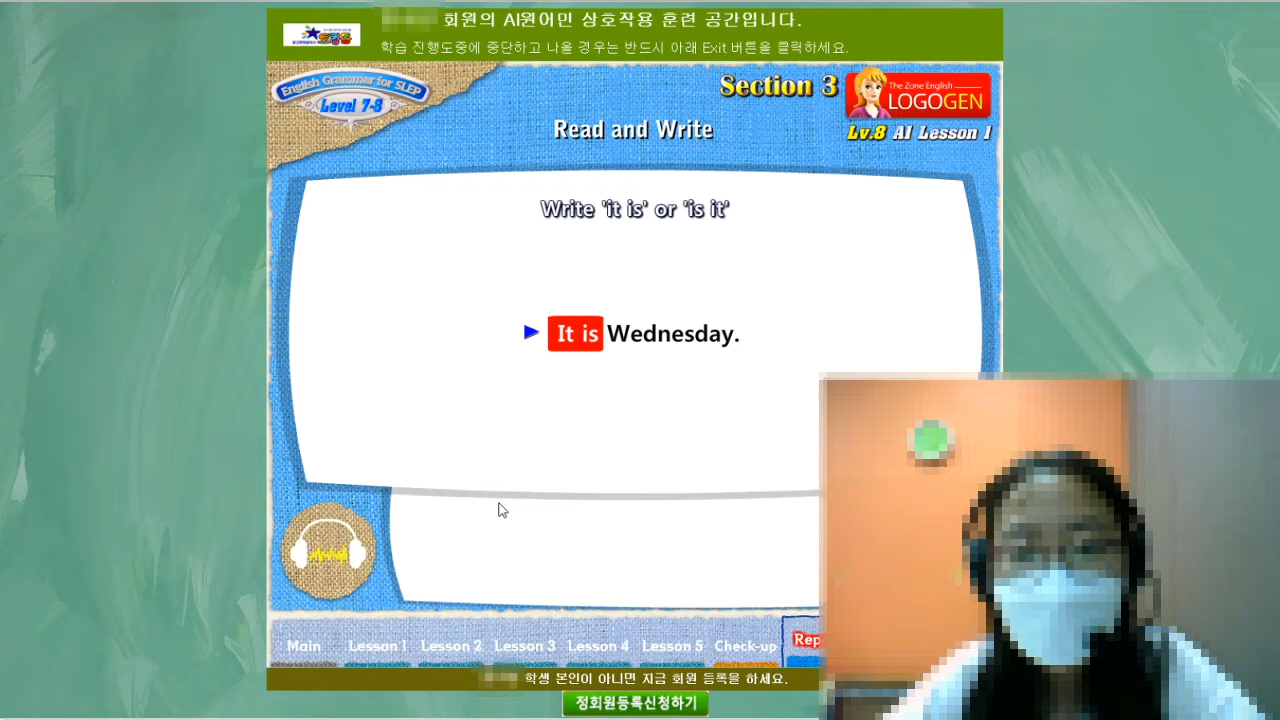 회원의 AI원어민 상호작용 훈련 공간입니다.
학습 진행도중에 중단하고 나올 경우는 반드시 아래 Exit 버튼을 클릭하세요.
English Grammar for SLEP
Level 7-8
Section 3
The Zone English
LOGOGEN
Lv.8 AI Lesson 1
Read and Write
Write 'it is' or 'is it'
It is Wednesday.
Main Lesson 1 Lesson 2 Lesson 3 Lesson 4 Lesson 5 Check-up Rep
학생 본인이 아니면 지금 회원 등록을 하세요.
정회원등록신청하기